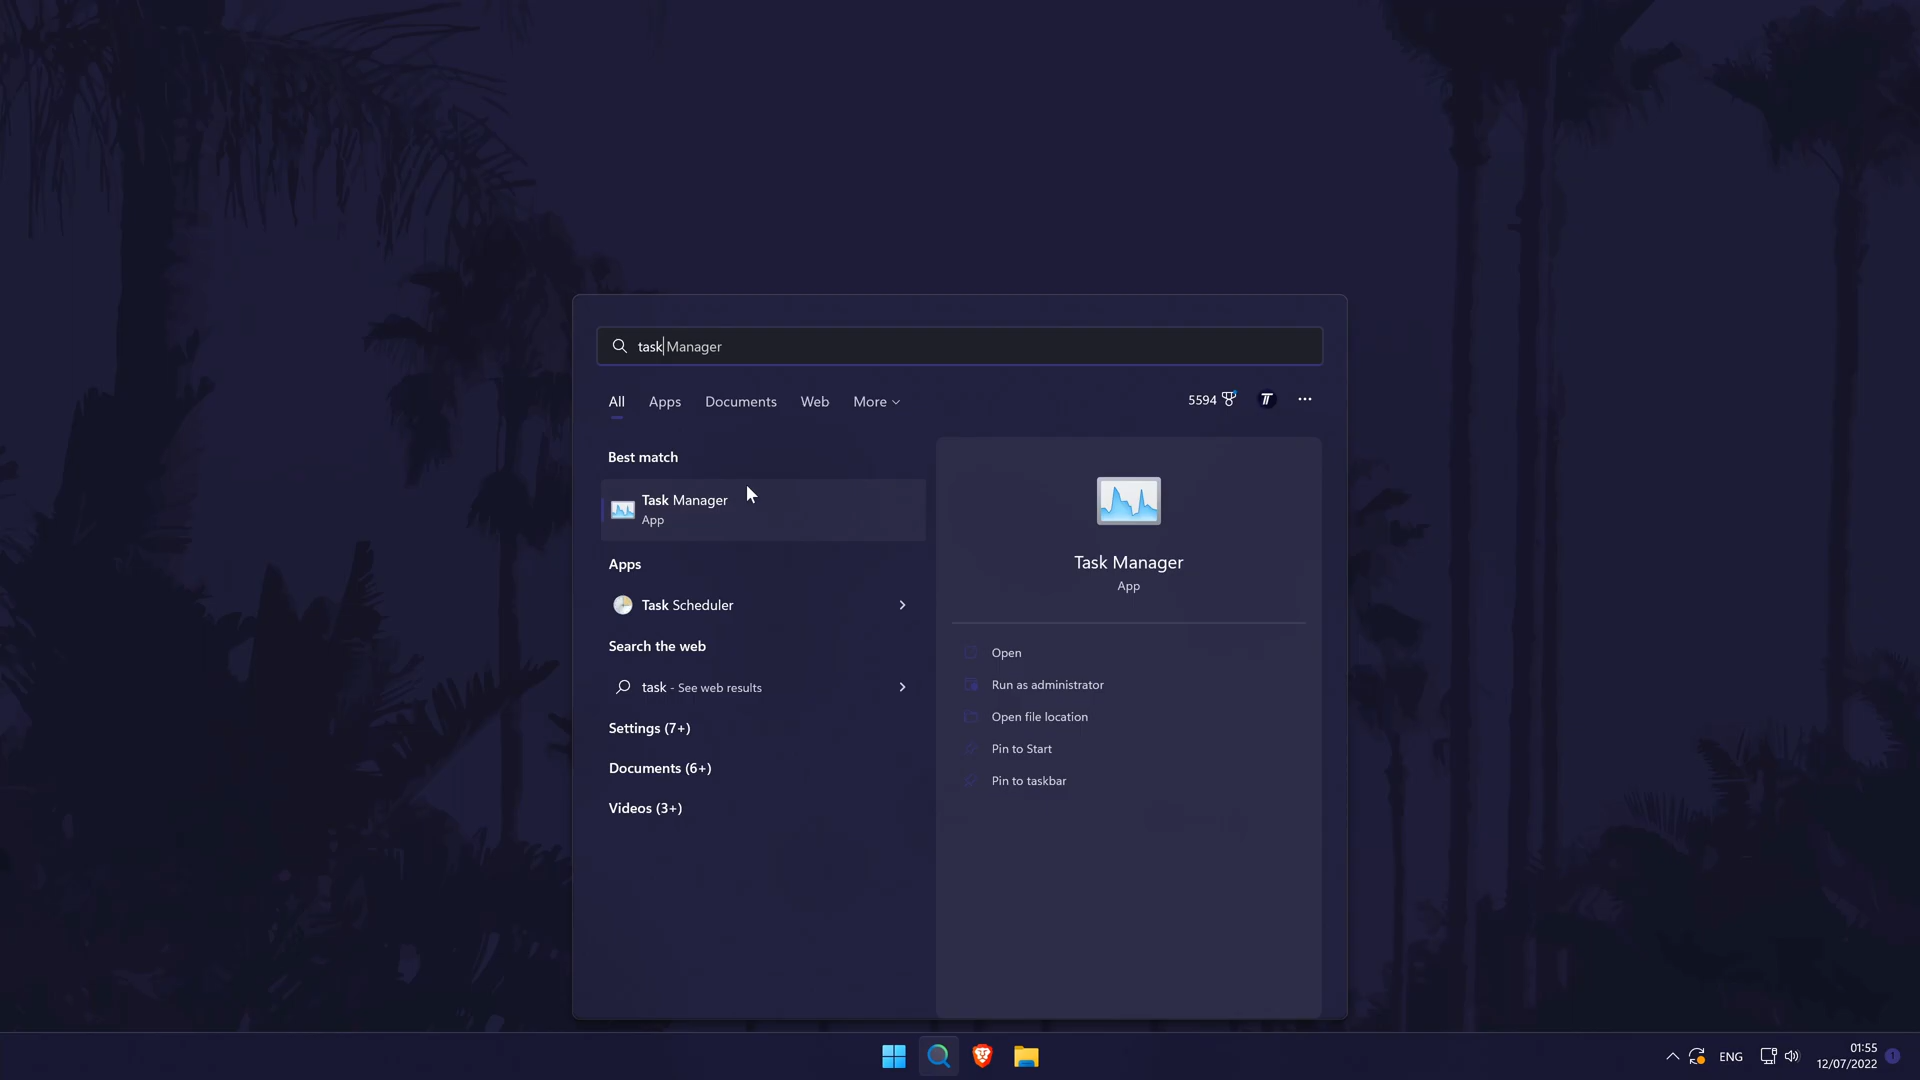 task Manager
All Apps Documents Web More
5594
Best match
Task Manager
App
Apps
Task Scheduler
Search the web
task - See web results
Settings (7+)
Documents (6+)
Videos (3+)
Task Manager
App
Open
Run as administrator
Open file location
Pin to Start
Pin to taskbar
ENG
01:55
12/07/2022
1